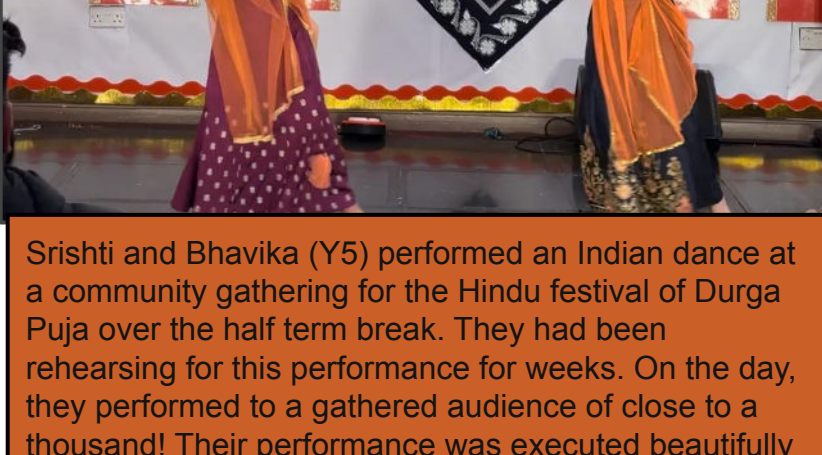 Srishti and Bhavika (Y5) performed an Indian dance at
a community gathering for the Hindu festival of Durga
Puja over the half term break. They had been
rehearsing for this performance for weeks. On the day,
they performed to a gathered audience of close to a
thousand! Their performance was executed beautifully